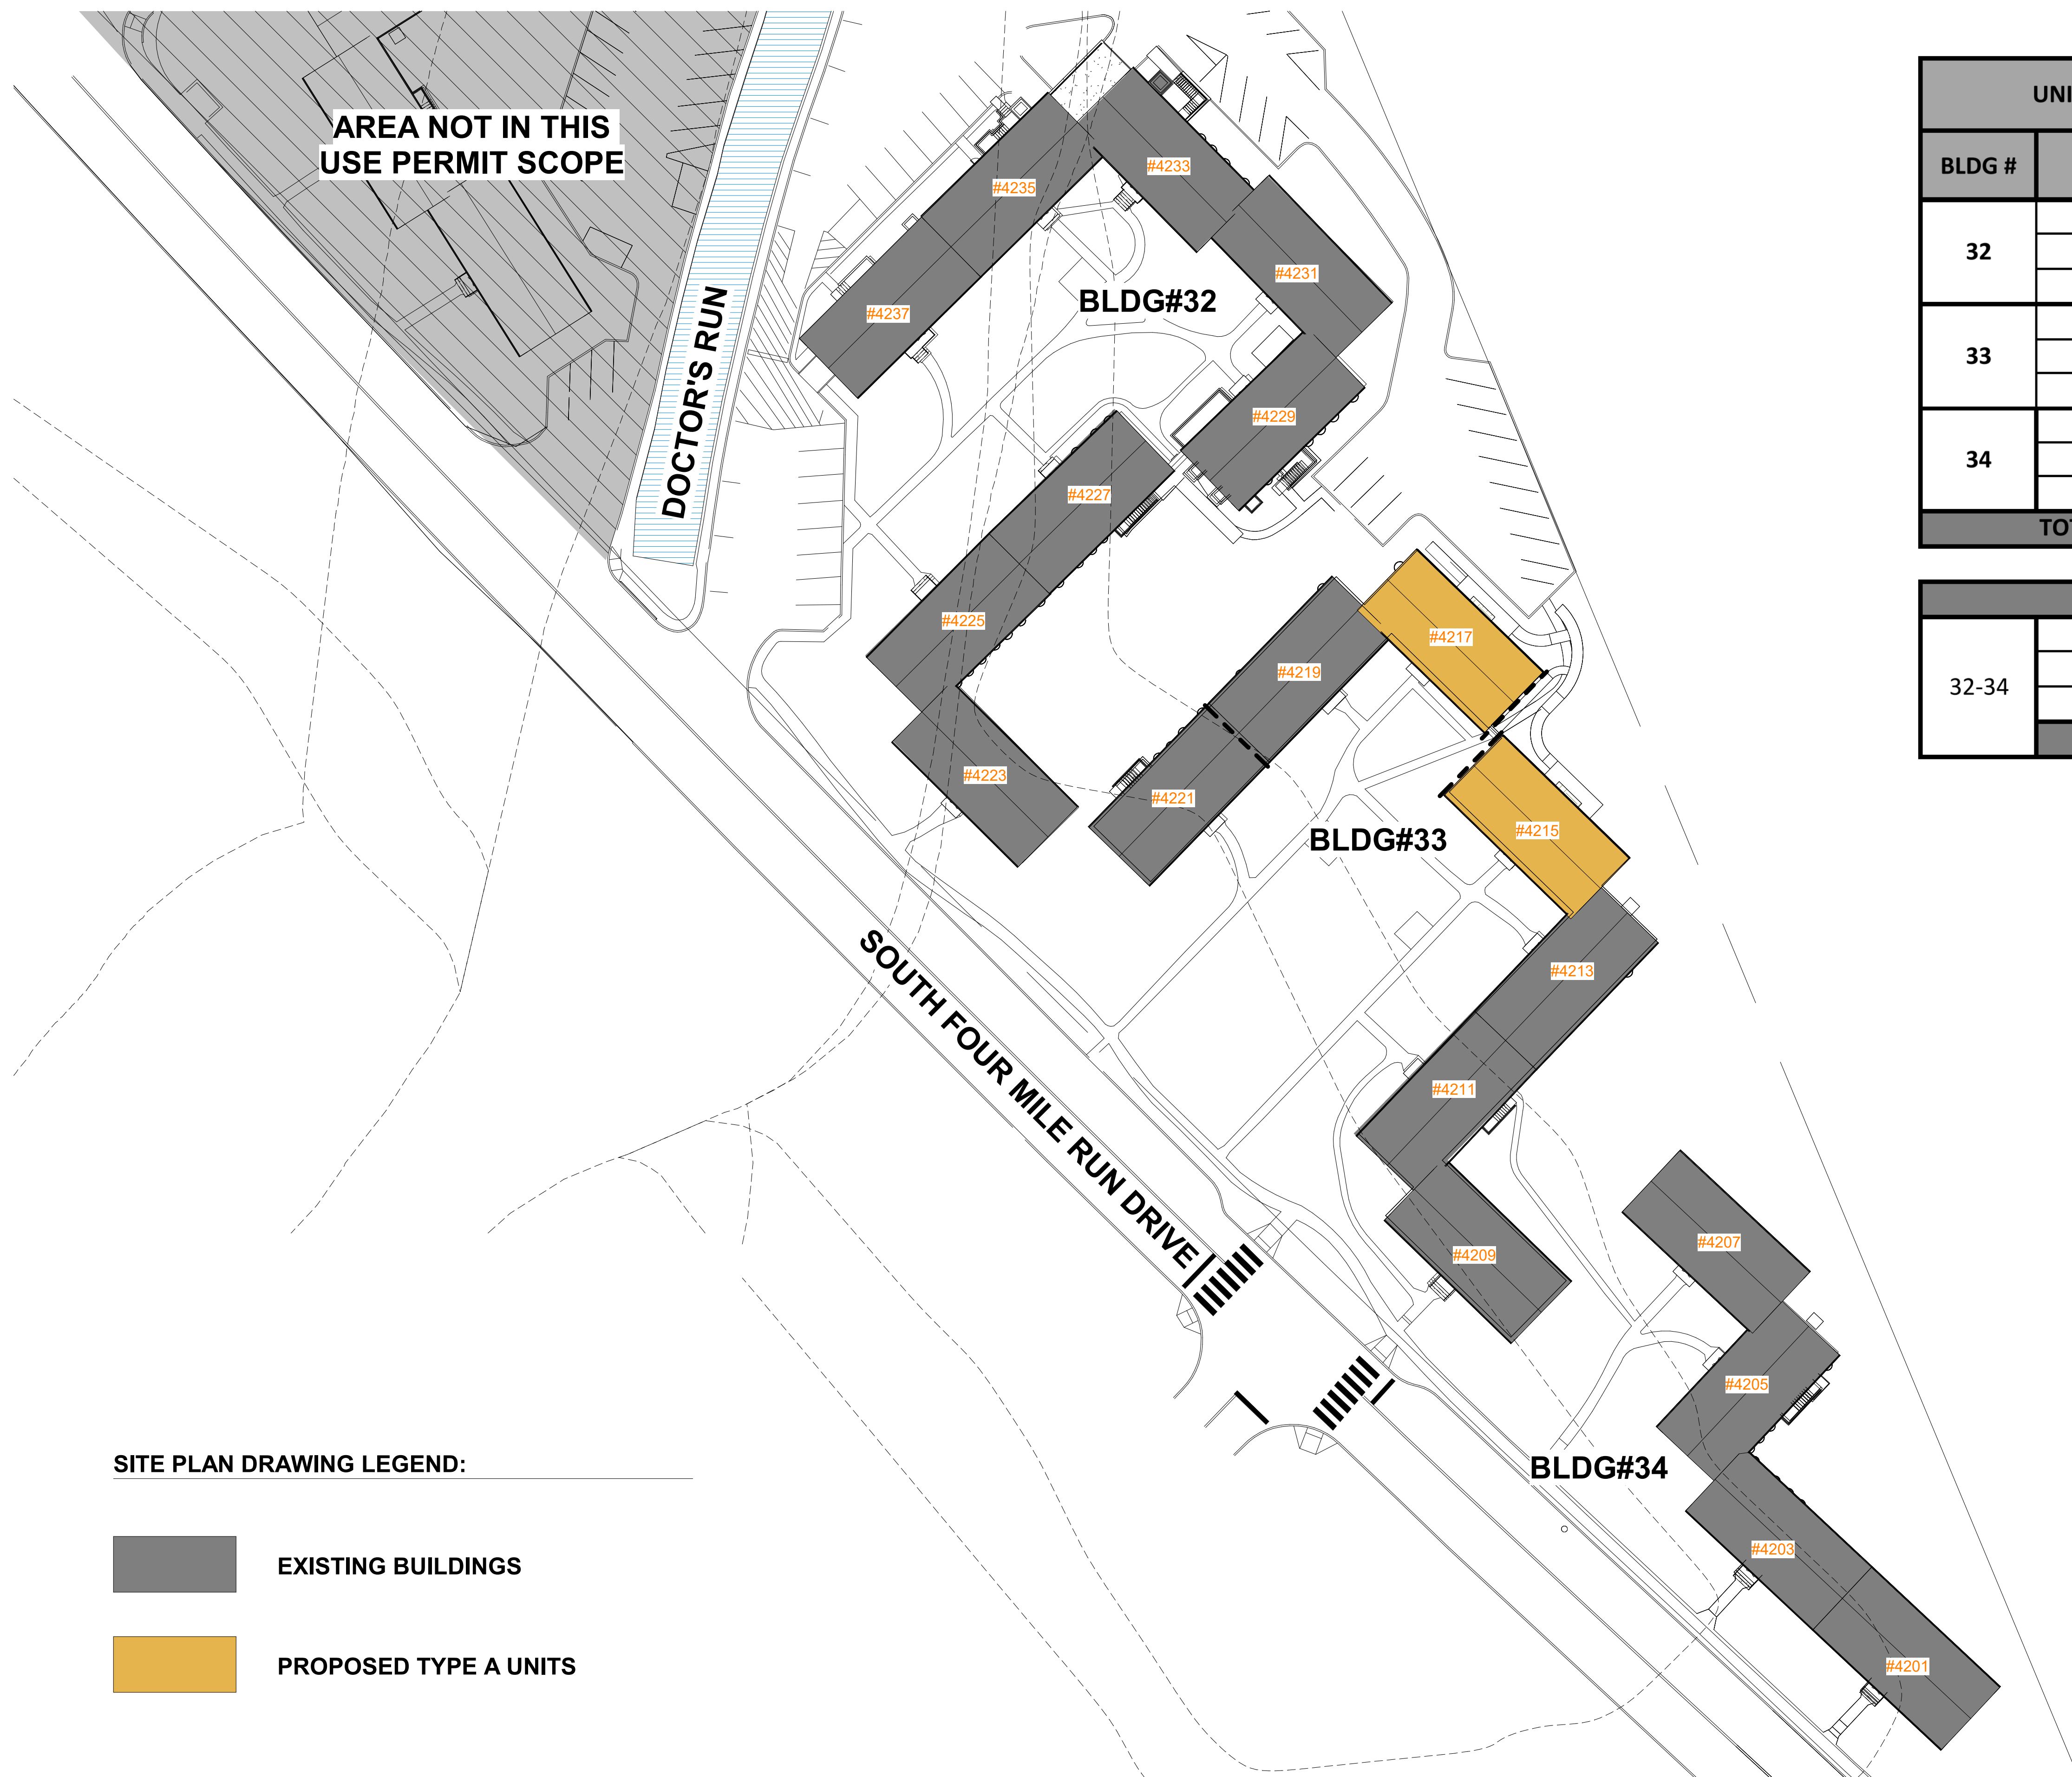 AREA NOT IN THIS
USE PERMIT SCOPE
DOCTOR'S RUN
#4233
#4235
#4231
#4237
BLDG#32
#4229
#4227
#4225
#4223
#4217
#4219
#4221
#4215
BLDG#33
#4213
#4211
#4209
SOUTH FOUR MILE RUN DRIVE
#4207
#4205
BLDG#34
#4203
#4201
BLDG #
32
33
34
32-34
SITE PLAN DRAWING LEGEND:
EXISTING BUILDINGS
PROPOSED TYPE A UNITS